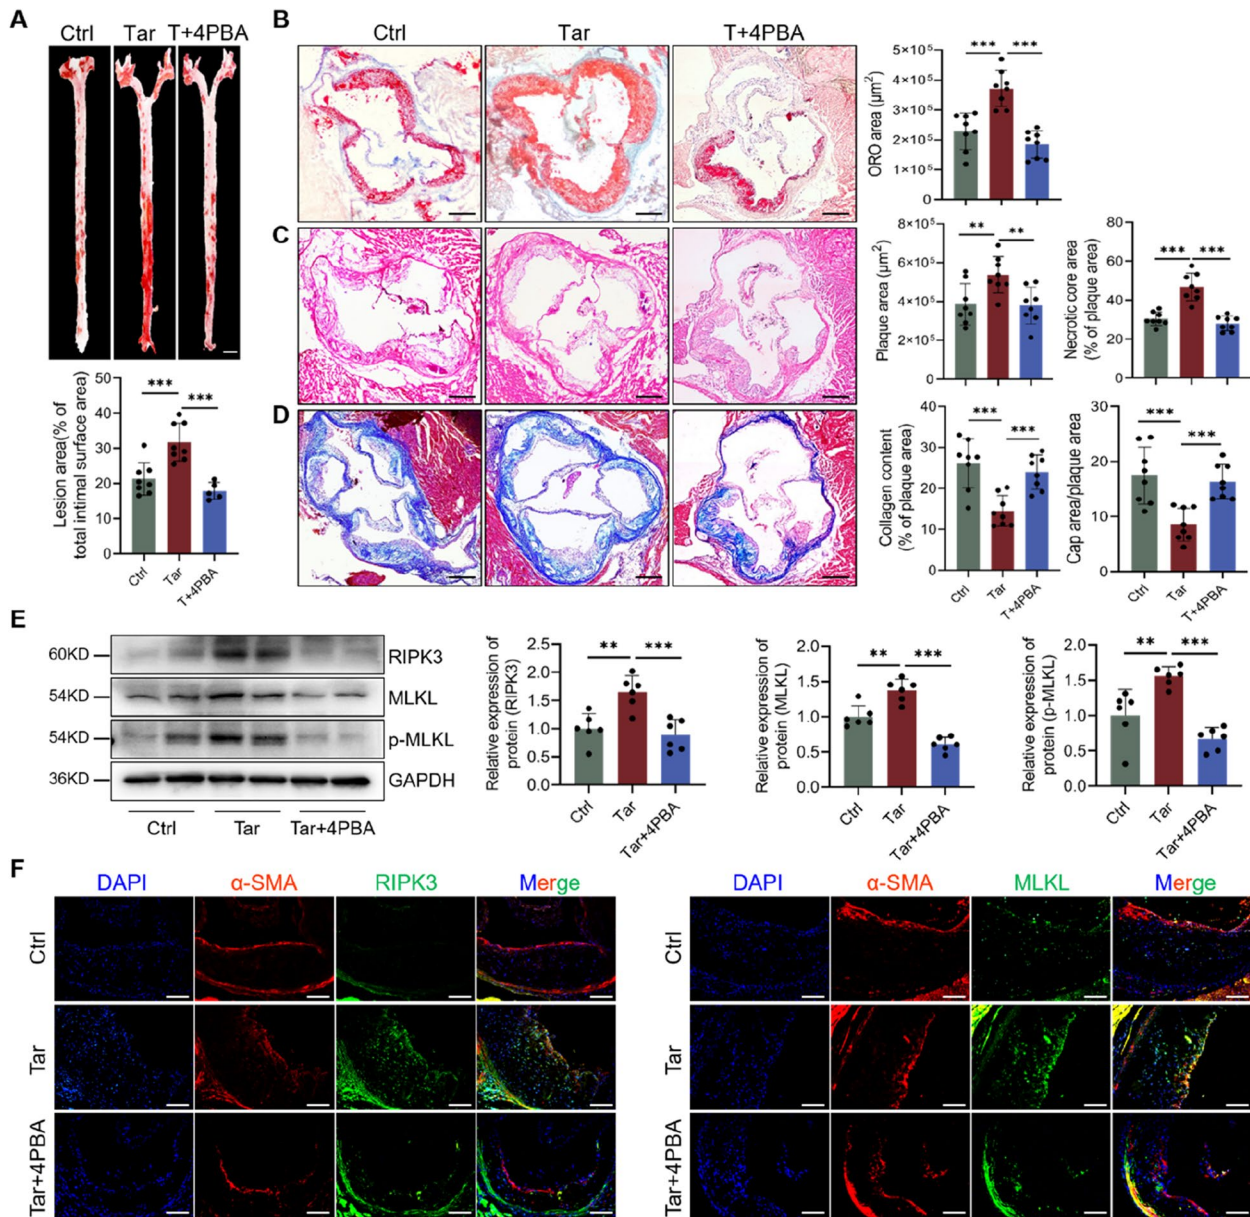 A
Ctrl Tar T+4PBA
Lesion area(% of
total intimal surface area)
50
40
30
20
10
0
*** ***
Ctrl Tar T+4PBA
B
Ctrl Tar T+4PBA
ORO area (μm²)
5×10⁵
4×10⁵
3×10⁵
2×10⁵
1×10⁵
0
*** ***
C
Plaque area (μm²)
8×10⁵
6×10⁵
4×10⁵
2×10⁵
0
** **
Necrotic core area
(% of plaque area)
80
60
40
20
0
*** ***
D
Collagen content
(% of plaque area)
40
30
20
10
0
*** ***
Ctrl Tar T+4PBA
Cap area/plaque area
30
20
10
0
*** ***
Ctrl Tar T+4PBA
E
60KD RIPK3
54KD MLKL
54KD p-MLKL
36KD GAPDH
Ctrl Tar Tar+4PBA
Relative expression of
protein (RIPK3)
2.5
2.0
1.5
1.0
0.5
0.0
** ***
Ctrl Tar Tar+4PBA
Relative expression of
protein (MLKL)
2.0
1.5
1.0
0.5
0.0
** ***
Ctrl Tar Tar+4PBA
Relative expression of
protein (p-MLKL)
2.0
1.5
1.0
0.5
0.0
** ***
Ctrl Tar Tar+4PBA
F
DAPI α-SMA RIPK3 Merge
DAPI α-SMA MLKL Merge
Ctrl
Tar
Tar+4PBA
Ctrl
Tar
Tar+4PBA